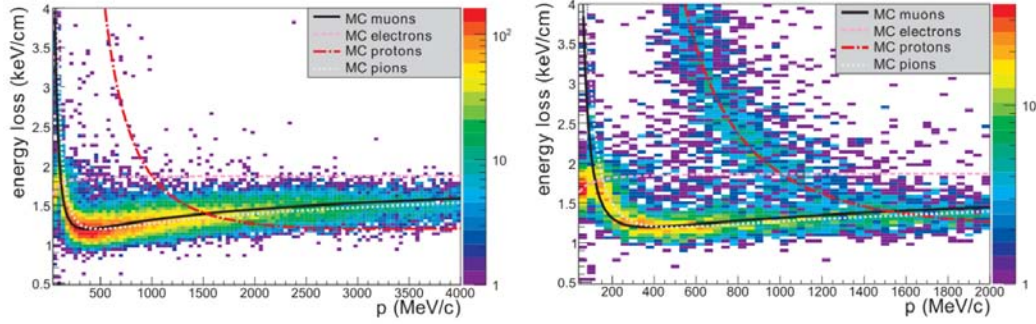 energy loss (keV/cm)
4
3.5
3
2.5
2
1.5
1
0.5
500 1000 1500 2000 2500 3000 3500 4000
p (MeV/c)
MC muons
MC electrons
MC protons
MC pions
10²
10
1
energy loss (keV/cm)
4
3.5
3
2.5
2
1.5
1
0.5
200 400 600 800 1000 1200 1400 1600 1800 2000
p (MeV/c)
MC muons
MC electrons
MC protons
MC pions
10
1